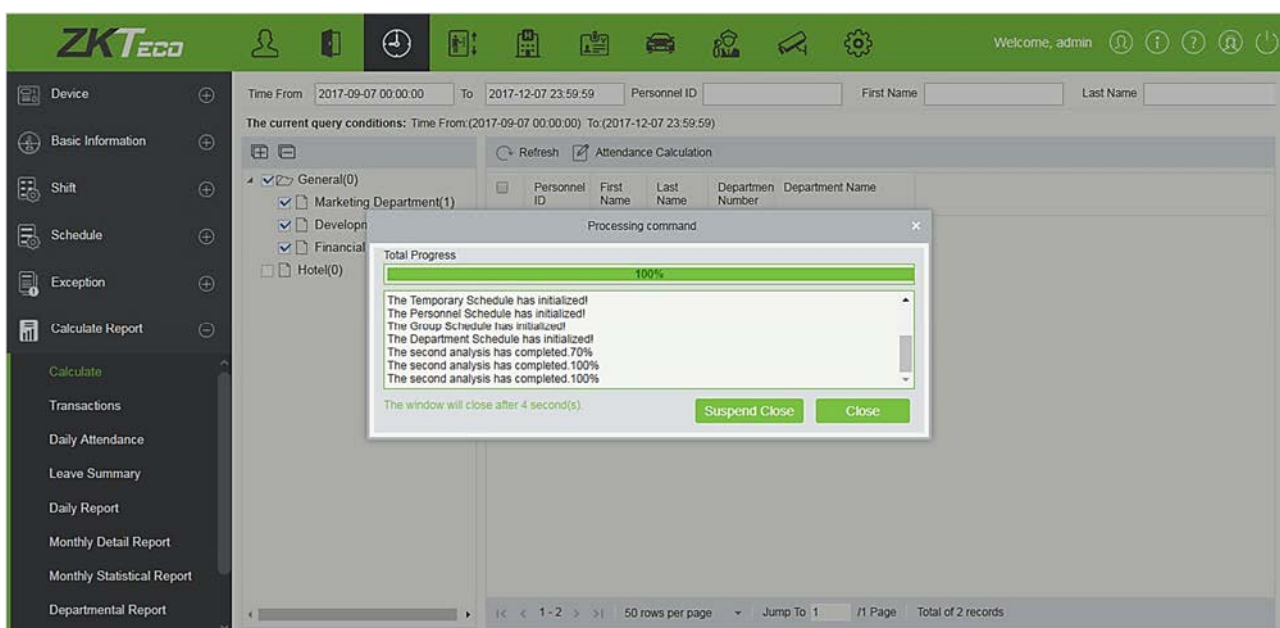 ZKTeco
Welcome, admin
Device
Basic Information
Shift
Schedule
Exception
Calculate Report
Calculate
Transactions
Daily Attendance
Leave Summary
Daily Report
Monthly Detail Report
Monthly Statistical Report
Departmental Report
Time From 2017-09-07 00:00:00 To 2017-12-07 23:59:59 Personnel ID First Name Last Name
The current query conditions: Time From:(2017-09-07 00:00:00) To:(2017-12-07 23:59:59)
Refresh Attendance Calculation
General(0)
Marketing Department(1)
Developm
Financial
Hotel(0)
Personnel ID First Name Last Name Departmen Number Department Name
Processing command
Total Progress
100%
The Temporary Schedule has initialized!
The Personnel Schedule has initialized!
The Group Schedule has initialized!
The Department Schedule has initialized!
The second analysis has completed.70%
The second analysis has completed.100%
The second analysis has completed.100%
The window will close after 4 second(s).
Suspend Close Close
1-2 50 rows per page Jump To 1 /1 Page Total of 2 records